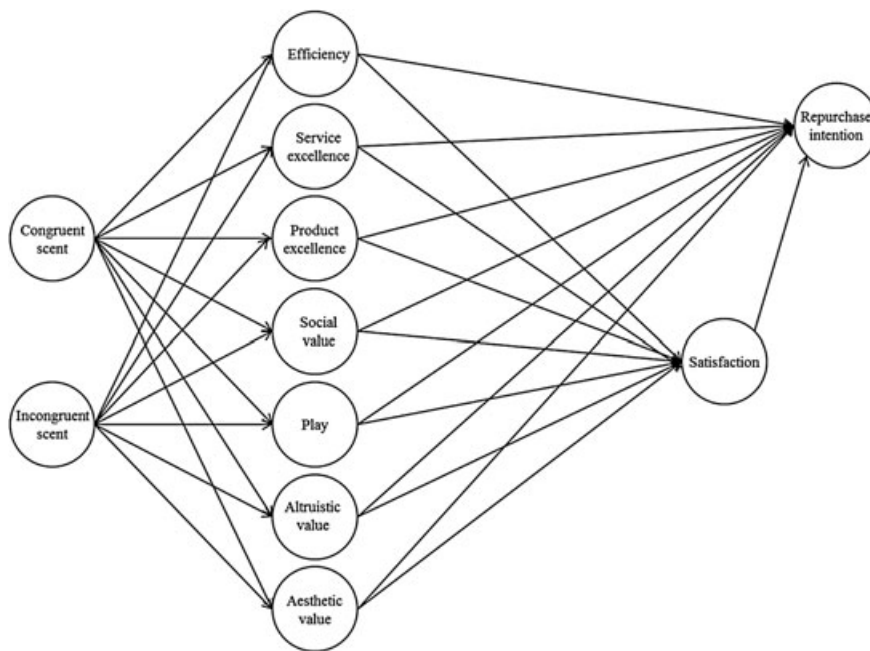 Efficiency
Service
excellence
Product
excellence
Social
value
Play
Altruistic
value
Aesthetic
value
Congruent
scent
Incongruent
scent
Repurchase
intention
Satisfaction